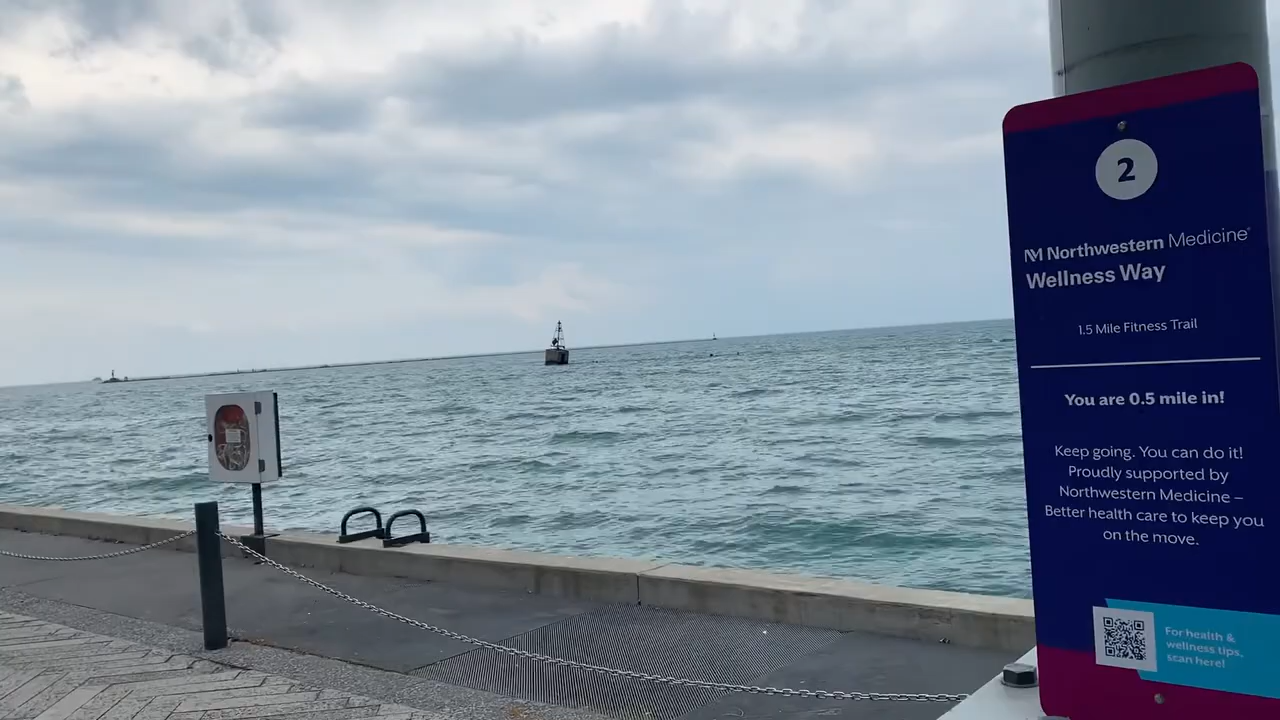 2
Northwestern Medicine®
Wellness Way
1.5 Mile Fitness Trail
You are 0.5 mile in!
Keep going. You can do it!
Proudly supported by
Northwestern Medicine –
Better health care to keep you
on the move.
For health &
wellness tips,
scan here!